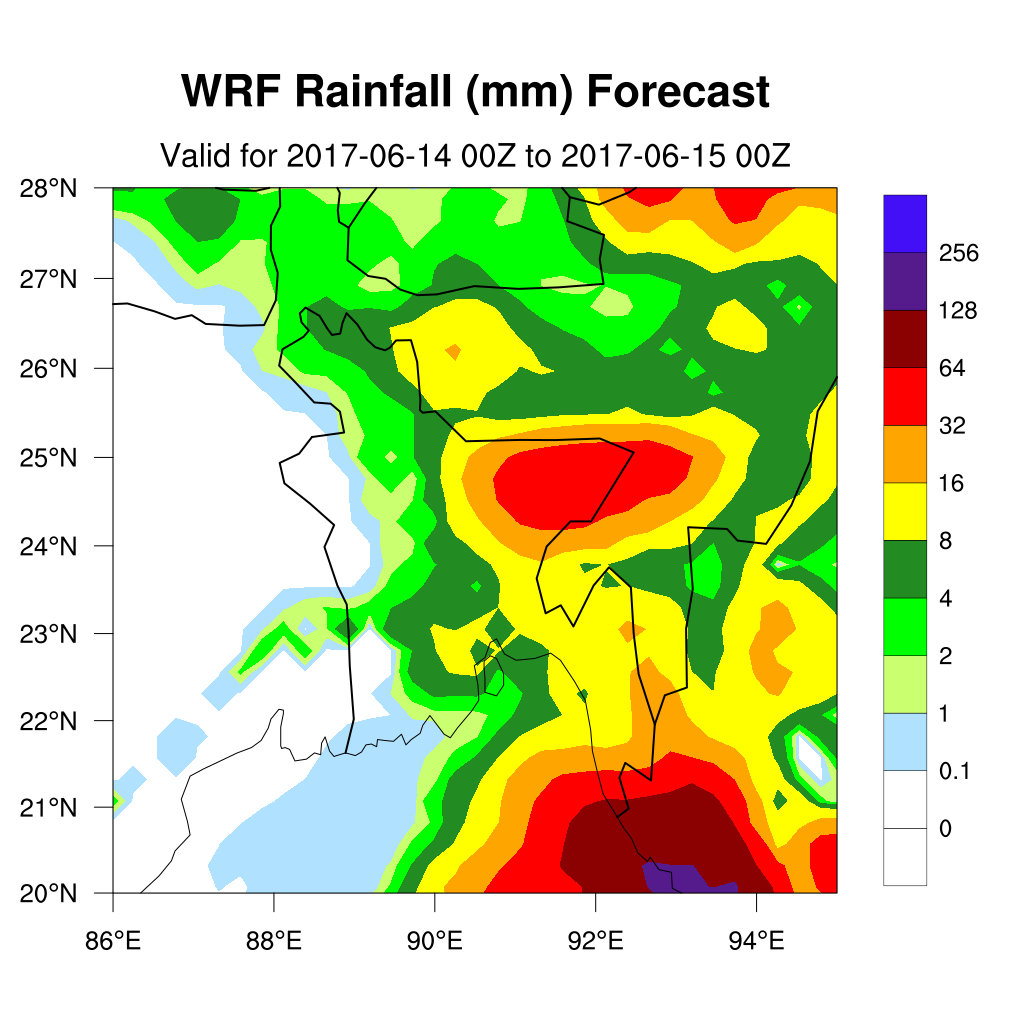 WRF Rainfall (mm) Forecast
Valid for 2017-06-14 00Z to 2017-06-15 00Z
28°N
27°N
26°N
25°N
24°N
23°N
22°N
21°N
20°N
86°E
88°E
90°E
92°E
94°E
256
128
64
32
16
8
4
2
1
0.1
0